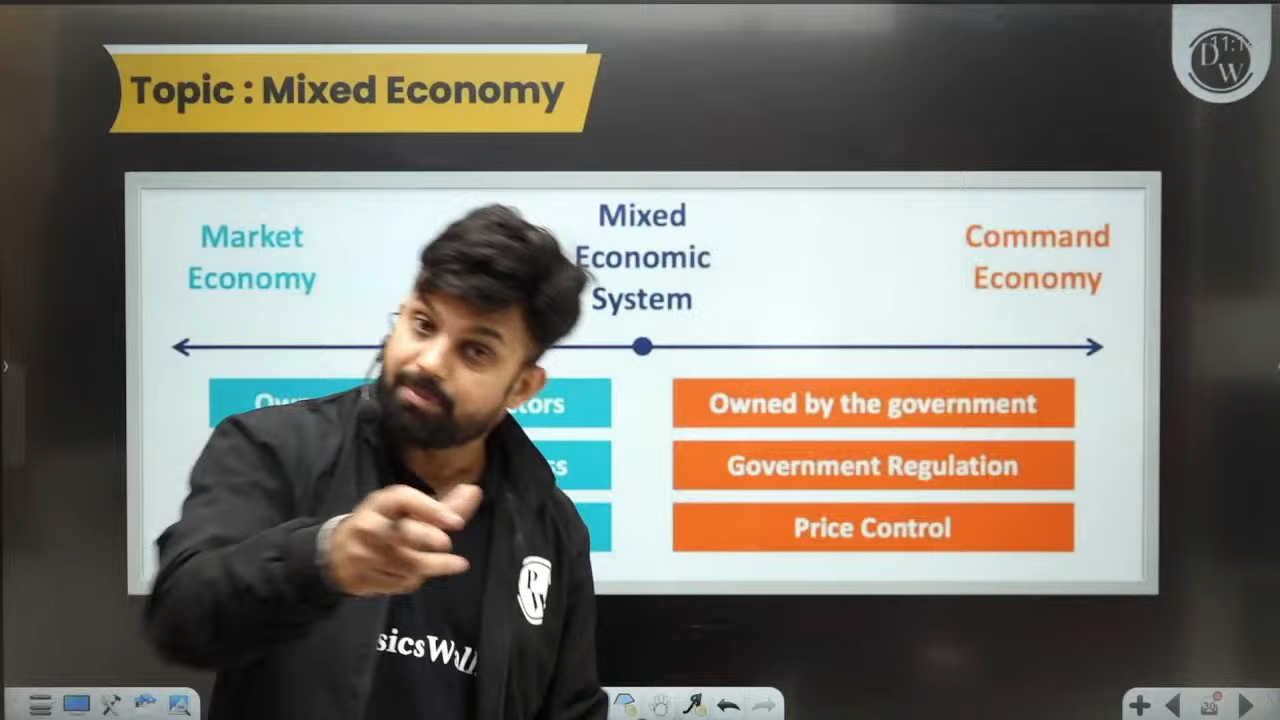 Topic : Mixed Economy
Market
Economy
Mixed
Economic
System
Command
Economy
Owned by the government
Government Regulation
Price Control
P
W